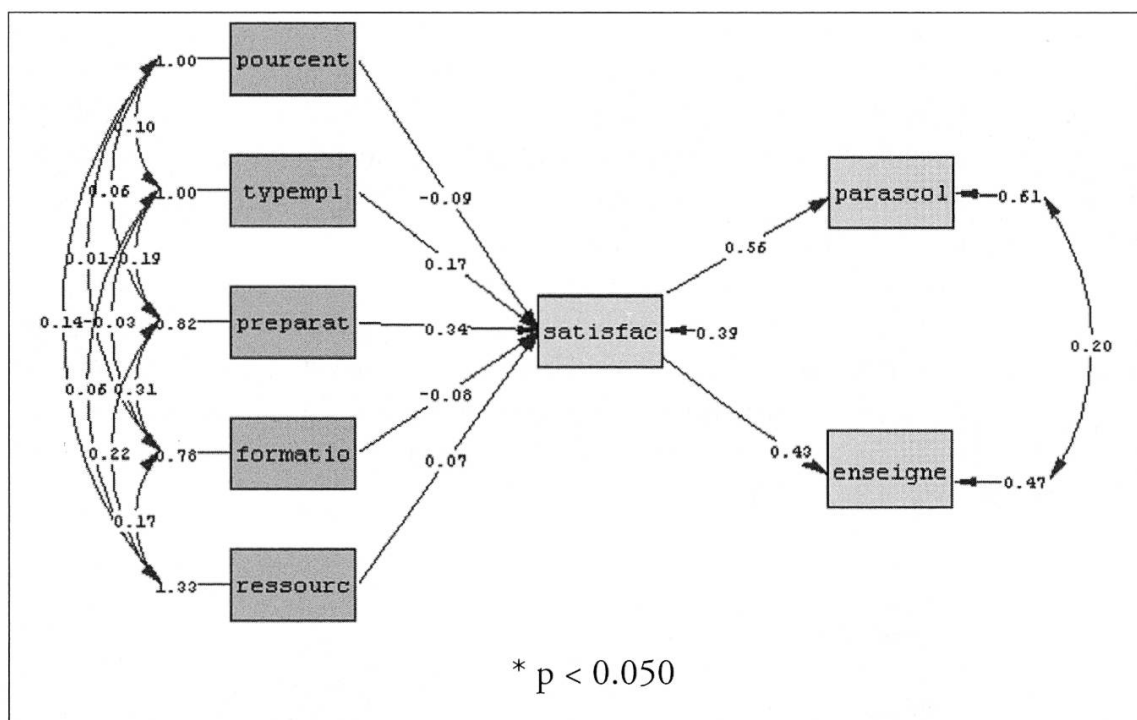 1.00 pourcent
0.10
1.00 typempl -0.09 parascol 0.61
0.06
0.17 0.56
0.01 -0.19
0.14 -0.03 0.82 preparat 0.34 satisfac 0.39
0.20
0.06 0.31 -0.08
0.22 0.78 formatio 0.07 0.43 enseigne 0.47
0.17
1.33 ressourc
* p < 0.050